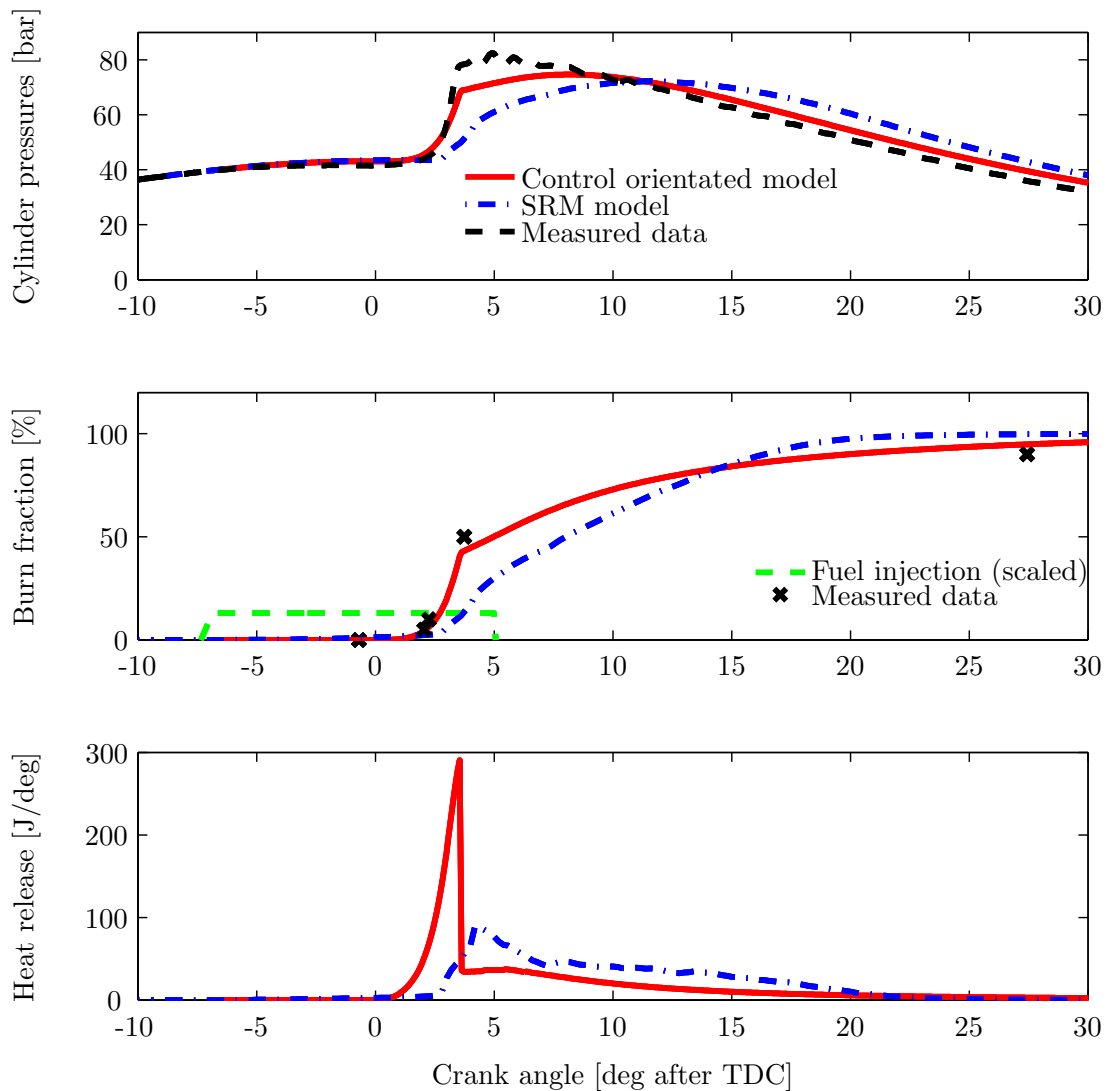 Cylinder pressures [bar]
80
60
40
20
0
Control orientated model
SRM model
Measured data
-10 -5 0 5 10 15 20 25 30
Burn fraction [%]
100
50
0
Fuel injection (scaled)
Measured data
-10 -5 0 5 10 15 20 25 30
Heat release [J/deg]
300
200
100
0
-10 -5 0 5 10 15 20 25 30
Crank angle [deg after TDC]